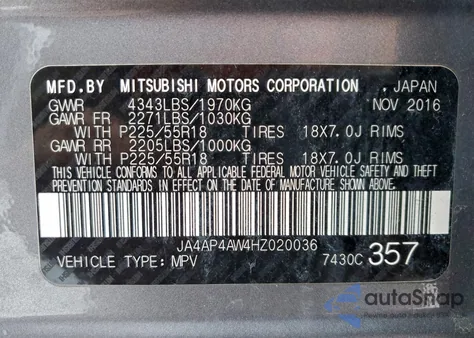 MFD.BY MITSUBISHI MOTORS CORPORATION , JAPAN
GVWR 4343LBS/1970KG NOV 2016
GAWR FR 2271LBS/1030KG
WITH P225/55R18 TIRES 18X7.0J RIMS
GAWR RR 2205LBS/1000KG
WITH P225/55R18 TIRES 18X7.0J RIMS
THIS VEHICLE CONFORMS TO ALL APPLICABLE FEDERAL MOTOR VEHICLE SAFETY AND THEFT
PREVENTION STANDARDS IN EFFECT ON THE DATE OF MANUFACTURE SHOWN ABOVE.
JA4AP4AW4HZ020036
VEHICLE TYPE: MPV 7430C 357
autoSnap